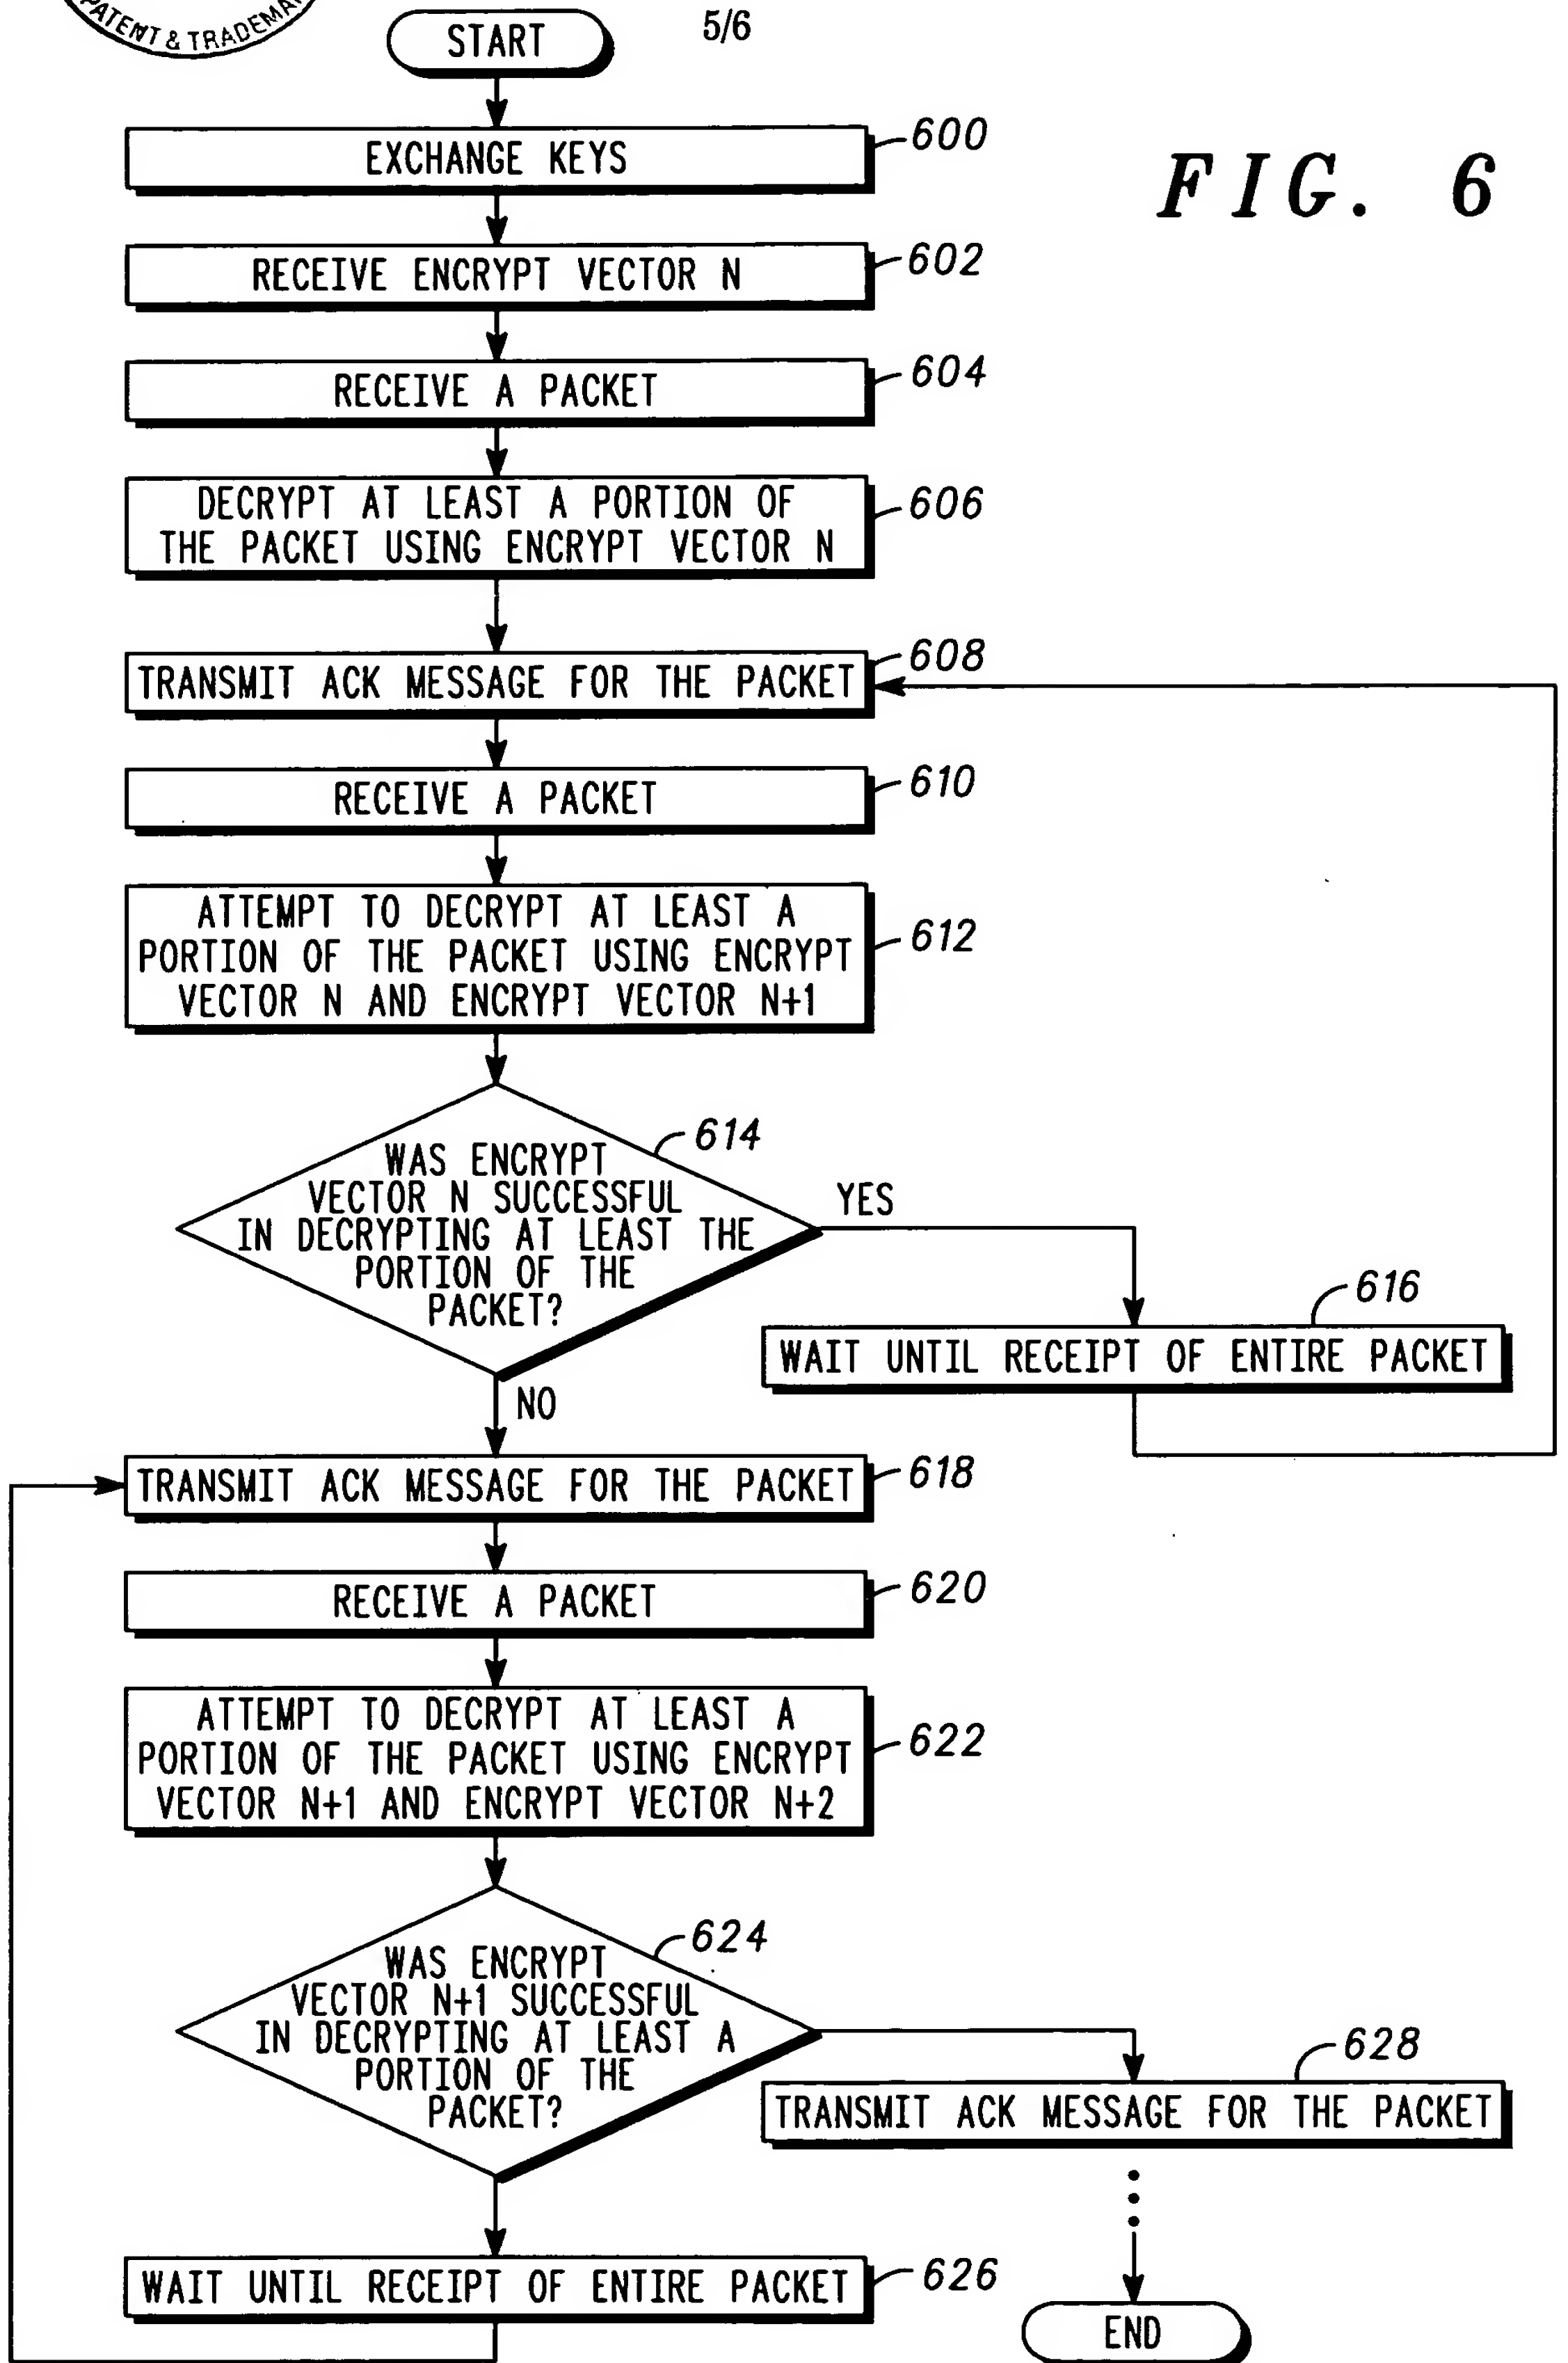 PATENT & TRADEMAR
START
5/6
EXCHANGE KEYS
600
FIG. 6
RECEIVE ENCRYPT VECTOR N
602
RECEIVE A PACKET
604
DECRYPT AT LEAST A PORTION OF
THE PACKET USING ENCRYPT VECTOR N
606
TRANSMIT ACK MESSAGE FOR THE PACKET
608
RECEIVE A PACKET
610
ATTEMPT TO DECRYPT AT LEAST A
PORTION OF THE PACKET USING ENCRYPT
VECTOR N AND ENCRYPT VECTOR N+1
612
WAS ENCRYPT
VECTOR N SUCCESSFUL
IN DECRYPTING AT LEAST THE
PORTION OF THE
PACKET?
614
YES
616
WAIT UNTIL RECEIPT OF ENTIRE PACKET
NO
TRANSMIT ACK MESSAGE FOR THE PACKET
618
RECEIVE A PACKET
620
ATTEMPT TO DECRYPT AT LEAST A
PORTION OF THE PACKET USING ENCRYPT
VECTOR N+1 AND ENCRYPT VECTOR N+2
622
WAS ENCRYPT
VECTOR N+1 SUCCESSFUL
IN DECRYPTING AT LEAST A
PORTION OF THE
PACKET?
624
628
TRANSMIT ACK MESSAGE FOR THE PACKET
WAIT UNTIL RECEIPT OF ENTIRE PACKET
626
END